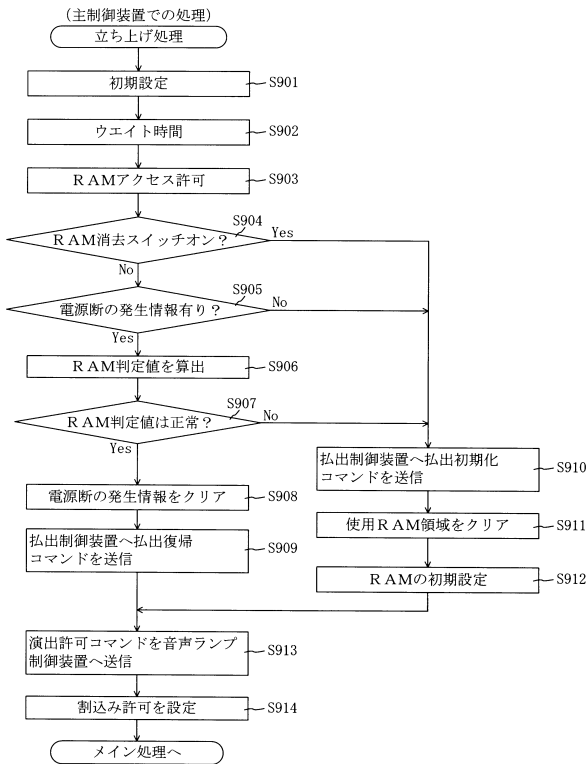 (主制御装置での処理)
立ち上げ処理
初期設定
S901
ウエイト時間
S902
RAMアクセス許可
S903
RAM消去スイッチオン?
S904
Yes
No
電源断の発生情報有り?
S905
No
Yes
RAM判定値を算出
S906
RAM判定値は正常?
S907
No
Yes
電源断の発生情報をクリア
S908
払出制御装置へ払出復帰
コマンドを送信
S909
払出制御装置へ払出初期化
コマンドを送信
S910
使用RAM領域をクリア
S911
RAMの初期設定
S912
演出許可コマンドを音声ランプ
制御装置へ送信
S913
割込み許可を設定
S914
メイン処理へ